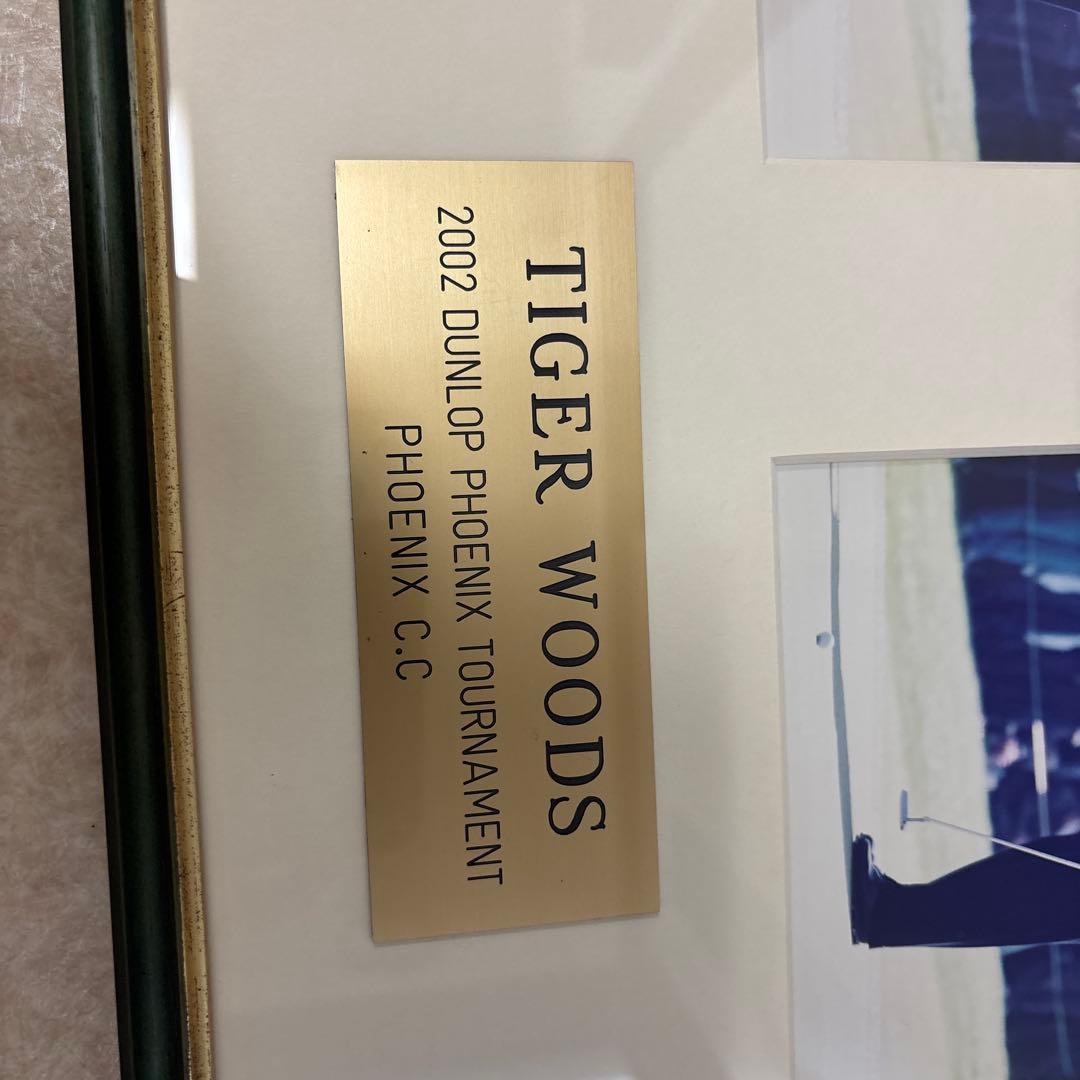 TIGER WOODS
2002 DUNLOP PHOENIX TOURNAMENT
PHOENIX C.C